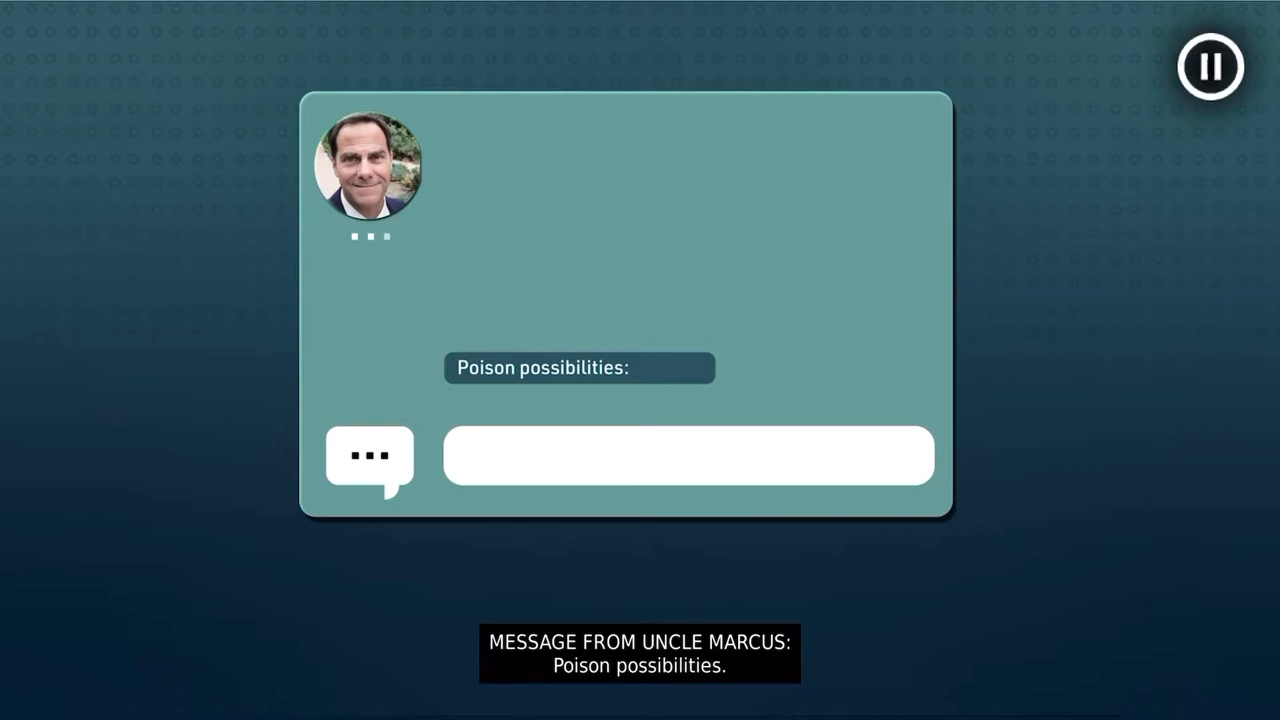 Poison possibilities:
MESSAGE FROM UNCLE MARCUS:
Poison possibilities.